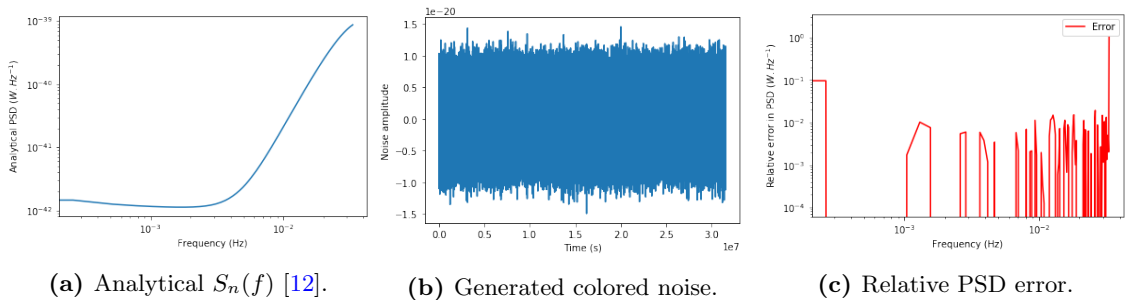 10⁻³⁹
10⁻⁴⁰
10⁻⁴¹
10⁻⁴²
Analytical PSD (W.Hz⁻¹)
10⁻³
10⁻²
Frequency (Hz)
1e−20
1.5
1.0
0.5
0.0
−0.5
−1.0
−1.5
Noise amplitude
0.0
0.5
1.0
1.5
2.0
2.5
3.0
1e7
Time (s)
Error
10⁰
10⁻¹
10⁻²
10⁻³
10⁻⁴
Relative error in PSD (W.Hz⁻¹)
10⁻³
10⁻²
Frequency (Hz)
(a) Analytical Sₙ(f) [12].
(b) Generated colored noise.
(c) Relative PSD error.